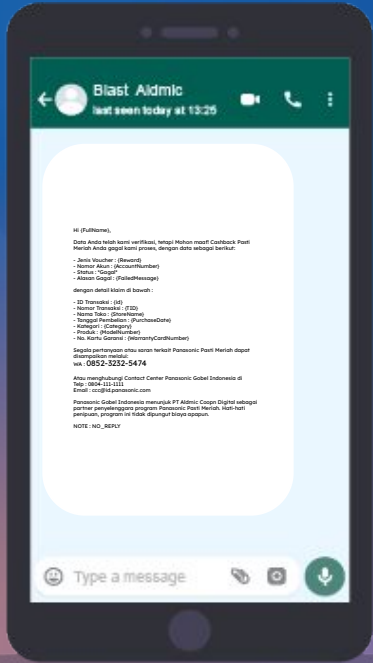 Blast Aldmic
last seen today at 13:25
Hi {FullName},
Data Anda telah kami verifikasi, tetapi Mohon maaf! Cashback Pasti
Meriah Anda gagal kami proses, dengan data sebagai berikut:
- Jenis Voucher : {Reward}
- Nomor Akun : {AccountNumber}
- Status : *Gagal*
- Alasan Gagal : {FailedMessage}
dengan detail klaim di bawah :
- ID Transaksi : {id}
- Nomor Transaksi : {TID}
- Nama Toko : {StoreName}
- Tanggal Pembelian : {PurchaseDate}
- Kategori : {Category}
- Produk : {ModelNumber}
- No. Kartu Garansi : {WarrantyCardNumber}
Segala pertanyaan atau saran terkait Panasonic Pasti Meriah dapat
disampaikan melalui:
WA : 0852-3232-5474
Atau menghubungi Contact Center Panasonic Gobel Indonesia di
Telp : 0804-111-1111
Email : ccc@id.panasonic.com
Panasonic Gobel Indonesia menunjuk PT Aldmic Coopn Digital sebagai
partner penyelenggara program Panasonic Pasti Meriah. Hati-hati
penipuan, program ini tidak dipungut biaya apapun.
NOTE : NO_REPLY
Type a message